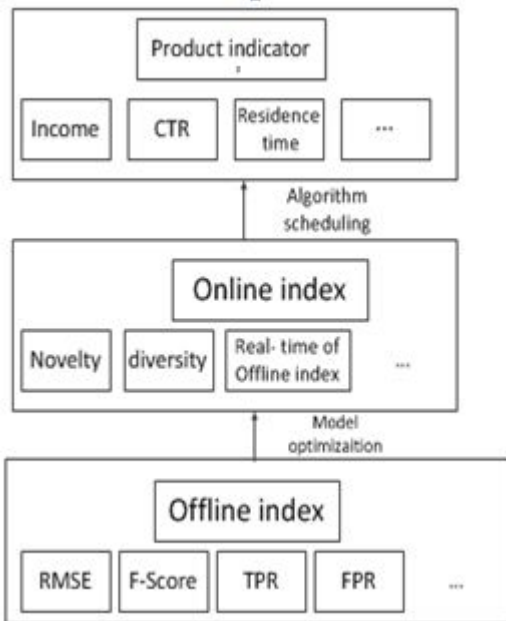 Product indicator
Income
CTR
Residence
time
...
Algorithm
scheduling
Online index
Novelty
diversity
Real- time of
Offline index
...
Model
optimizaition
Offline index
RMSE
F-Score
TPR
FPR
...